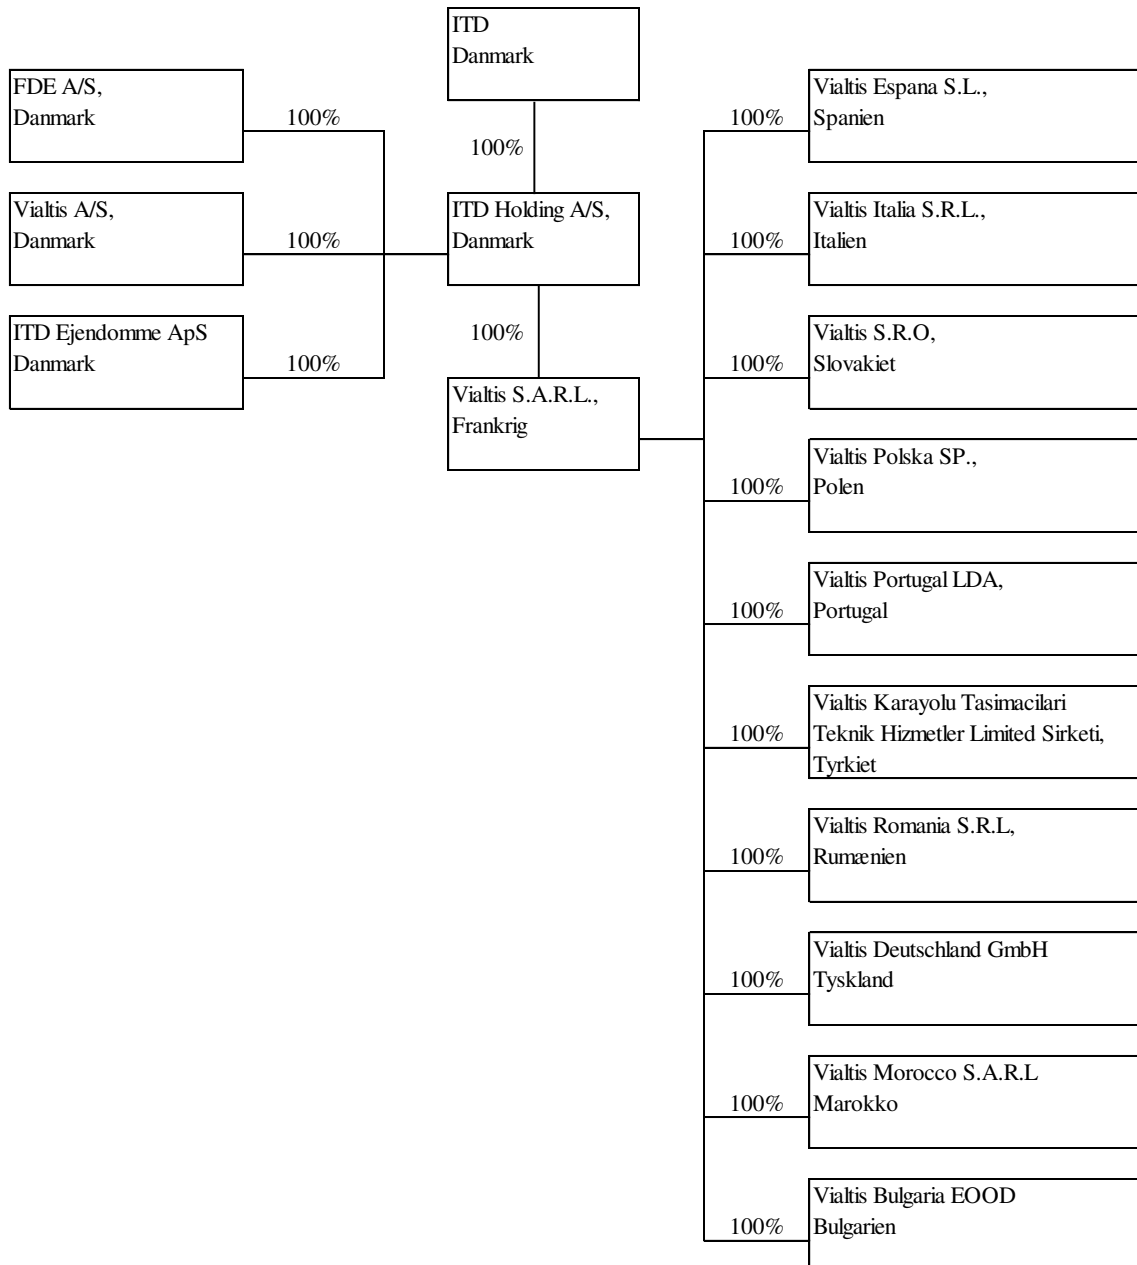 ITD
Danmark
FDE A/S,
Danmark
100%
100%
Vialtis A/S,
Danmark
100%
ITD Holding A/S,
Danmark
ITD Ejendomme ApS
Danmark
100%
100%
Vialtis S.A.R.L.,
Frankrig
100%
Vialtis Espana S.L.,
Spanien
100%
Vialtis Italia S.R.L.,
Italien
100%
Vialtis S.R.O,
Slovakiet
100%
Vialtis Polska SP.,
Polen
100%
Vialtis Portugal LDA,
Portugal
100%
Vialtis Karayolu Tasimacilari
Teknik Hizmetler Limited Sirketi,
Tyrkiet
100%
Vialtis Romania S.R.L,
Rumænien
100%
Vialtis Deutschland GmbH
Tyskland
100%
Vialtis Morocco S.A.R.L
Marokko
100%
Vialtis Bulgaria EOOD
Bulgarien